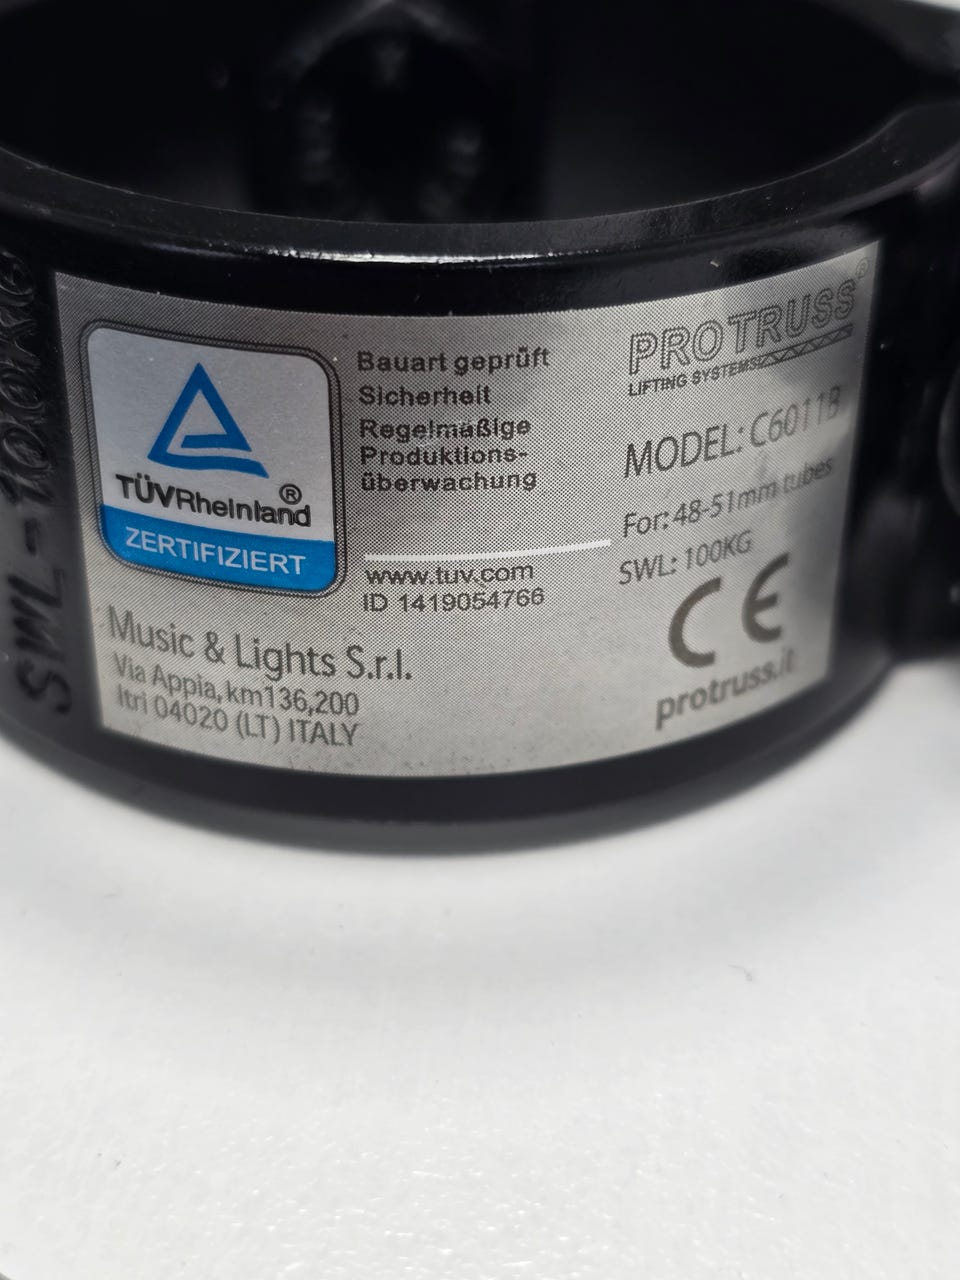 SWL-100KG
TÜVRheinland®
ZERTIFIZIERT
Bauart geprüft
Sicherheit
Regelmäßige
Produktions-
überwachung
www.tuv.com
ID 1419054766
Music & Lights S.r.l.
Via Appia, km136,200
Itri 04020 (LT) ITALY
PROTRUSS®
LIFTING SYSTEMS
MODEL: C6011B
For: 48-51mm tubes
SWL: 100KG
CE
protruss.it